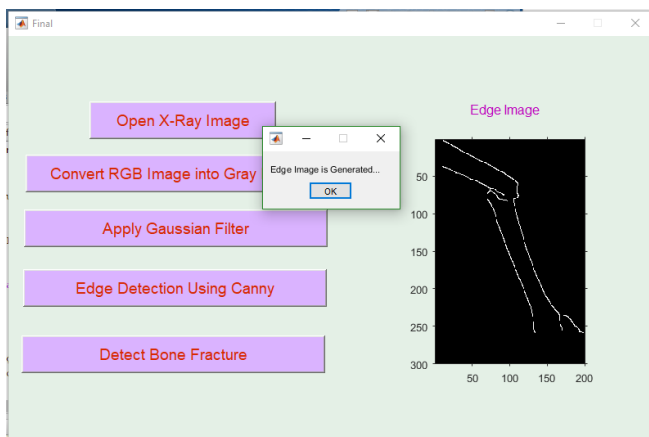 Final
Open X-Ray Image
Convert RGB Image into Gray
Apply Gaussian Filter
Edge Detection Using Canny
Detect Bone Fracture
Edge Image is Generated...
OK
Edge Image
50
100
150
200
250
300
50
100
150
200